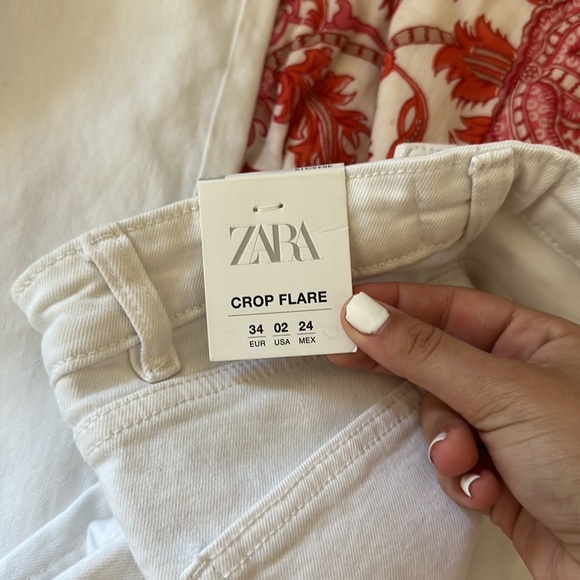 ZARA
CROP FLARE
34 02 24
EUR USA MEX